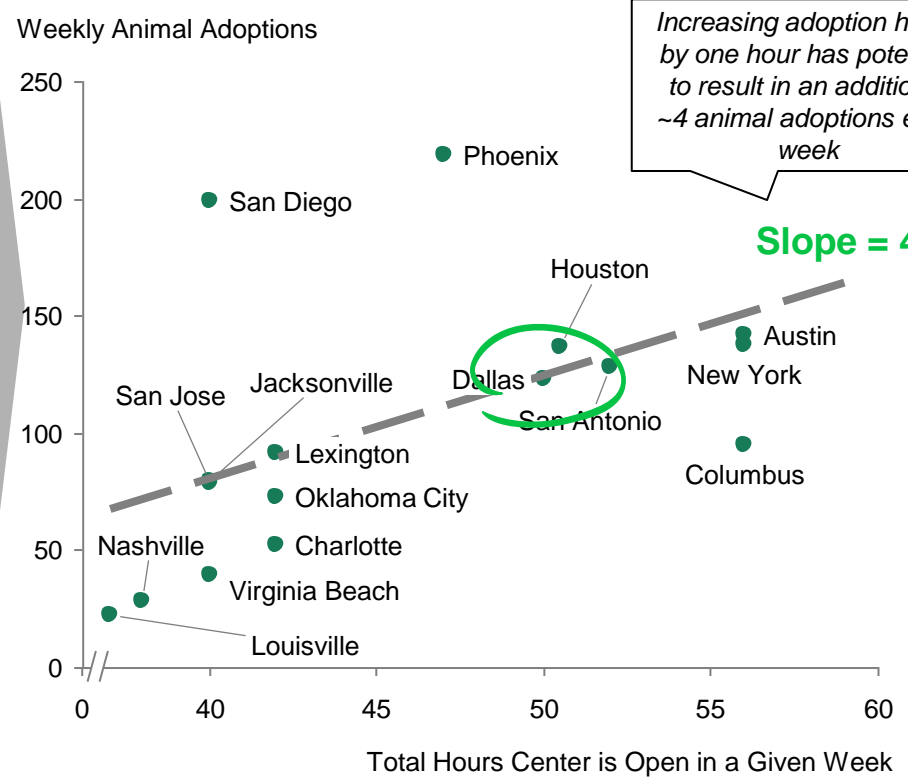 Weekly Animal Adoptions
Increasing adoption h
by one hour has pote
to result in an additio
~4 animal adoptions e
week
250
200
150
100
50
0
Phoenix
San Diego
Slope = 4
Houston
Austin
New York
Dallas
San Antonio
Jacksonville
San Jose
Lexington
Columbus
Oklahoma City
Nashville
Charlotte
Virginia Beach
Louisville
0 40 45 50 55 60
Total Hours Center is Open in a Given Week